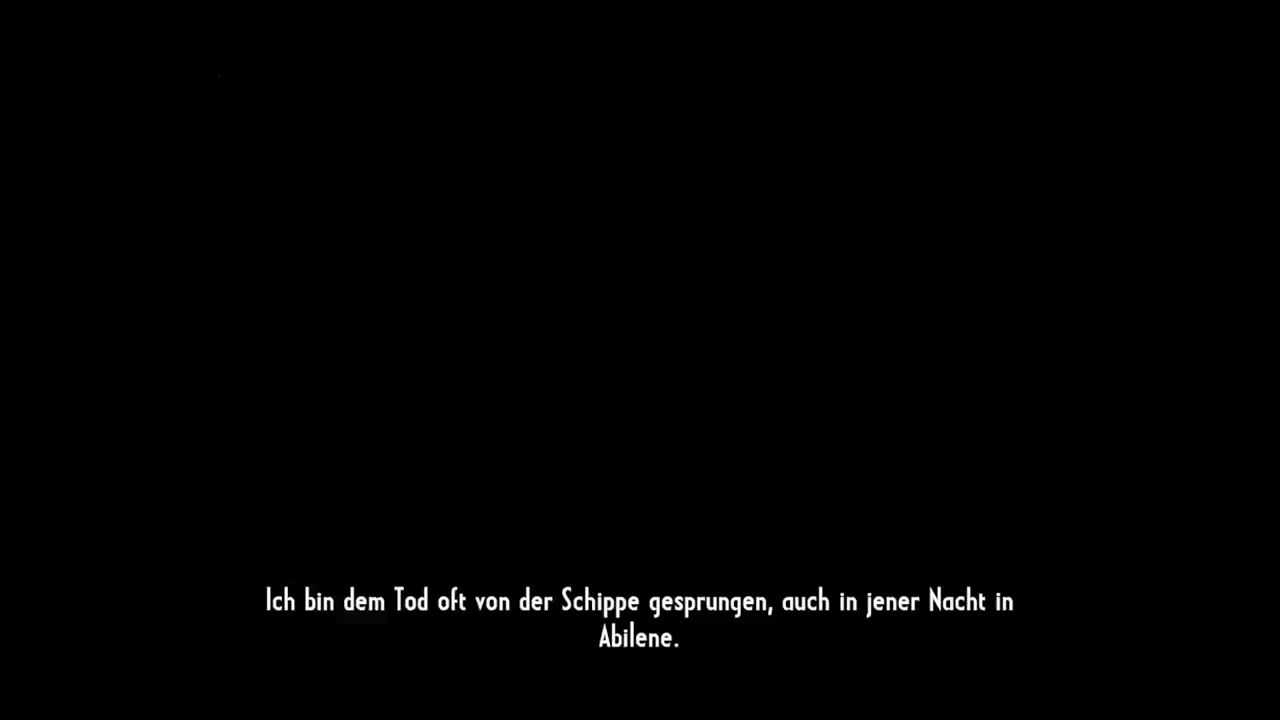 Ich bin dem Tod oft von der Schippe gesprungen, auch in jener Nacht in
Abilene.